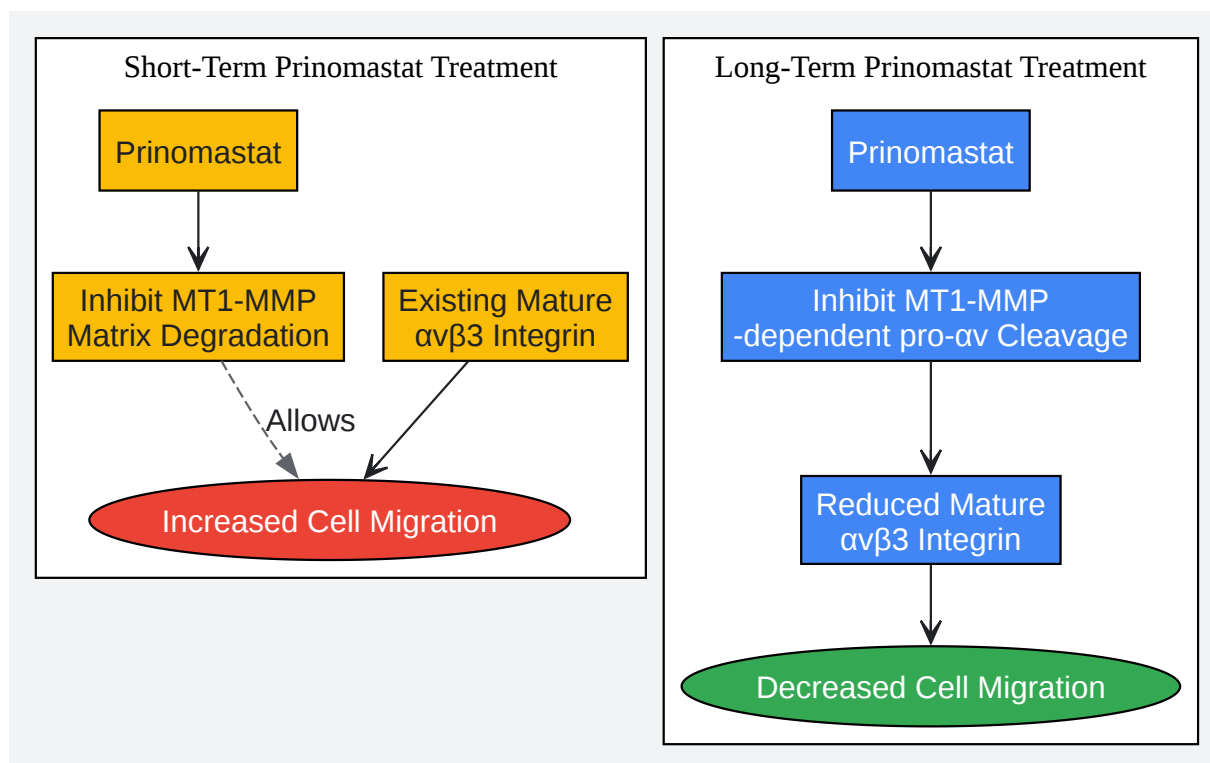 Short-Term Prinomastat Treatment
Prinomastat
Inhibit MT1-MMP
Matrix Degradation
Existing Mature
αvβ3 Integrin
Allows
Increased Cell Migration
Long-Term Prinomastat Treatment
Prinomastat
Inhibit MT1-MMP
-dependent pro-αv Cleavage
Reduced Mature
αvβ3 Integrin
Decreased Cell Migration